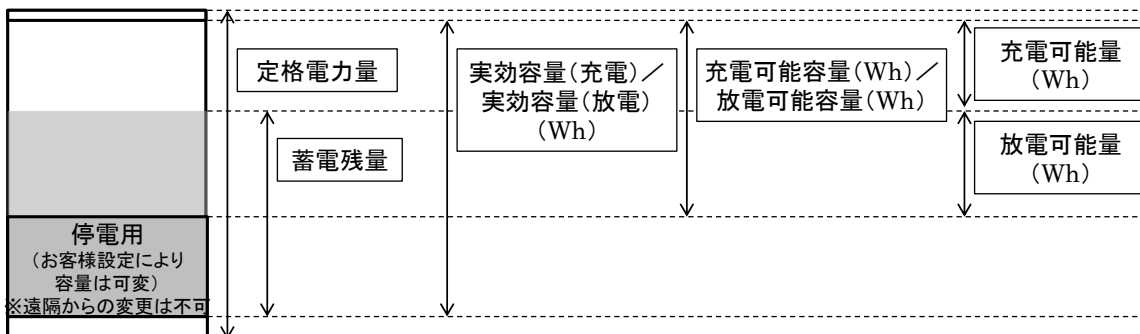 定格電力量
蓄電残量
実効容量(充電)／
実効容量(放電)
(Wh)
充電可能容量(Wh)／
放電可能容量(Wh)
充電可能量
(Wh)
放電可能量
(Wh)
停電用
(お客様設定により
容量は可変)
※遠隔からの変更は不可